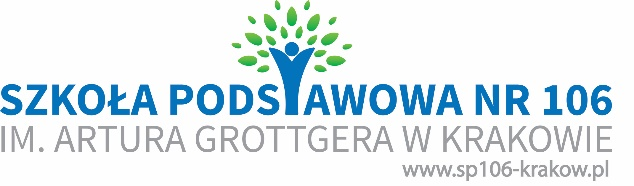 SZKOŁA PODSTAWOWA NR 106
IM. ARTURA GROTTGERA W KRAKOWIE
www.sp106-krakow.pl